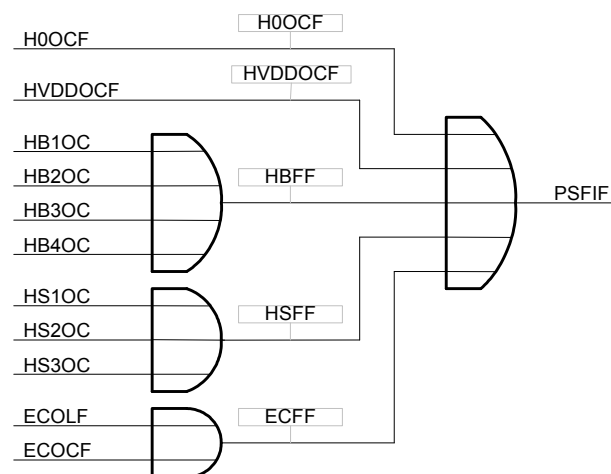 H0OCF
H0OCF
HVDDOCF
HVDDOCF
HB1OC
HB2OC
HBFF
PSFIF
HB3OC
HB4OC
HS1OC
HSFF
HS2OC
HS3OC
ECOLF
ECFF
ECOCF